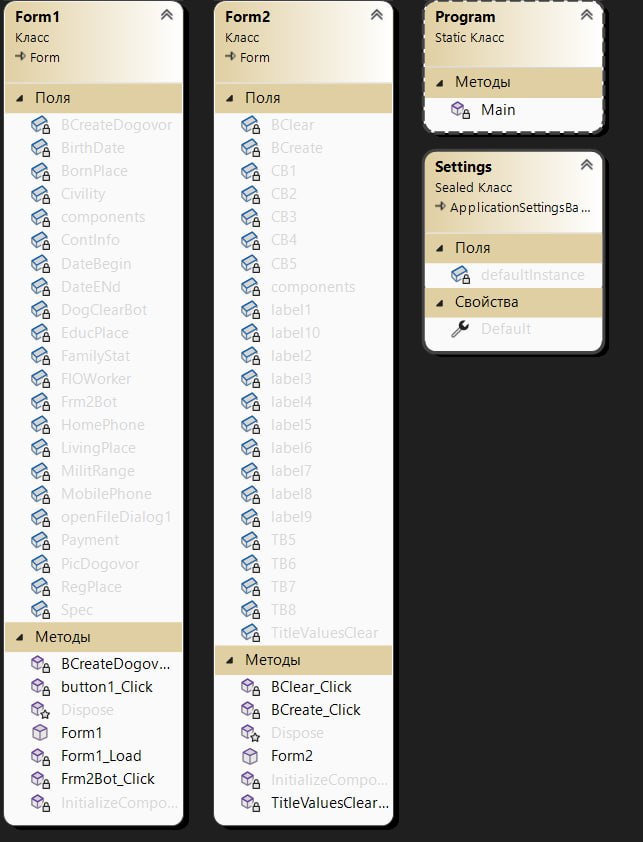 Form1
Класс
Form
Поля
BCreateDogovor
BirthDate
BornPlace
Civility
components
ContInfo
DateBegin
DateENd
DogClearBot
EducPlace
FamilyStat
FIOWorker
Frm2Bot
HomePhone
LivingPlace
MilitRange
MobilePhone
openFileDialog1
Payment
PicDogovor
RegPlace
Spec
Методы
BCreateDogov...
button1_Click
Dispose
Form1
Form1_Load
Frm2Bot_Click
InitializeCompo...
Form2
Класс
Form
Поля
BClear
BCreate
CB1
CB2
CB3
CB4
CB5
components
label1
label10
label2
label3
label4
label5
label6
label7
label8
label9
TB5
TB6
TB7
TB8
TitleValuesClear
Методы
BClear_Click
BCreate_Click
Dispose
Form2
InitializeCompo...
TitleValuesClear...
Program
Static Класс
Методы
Main
Settings
Sealed Класс
ApplicationSettingsBa...
Поля
defaultInstance
Свойства
Default